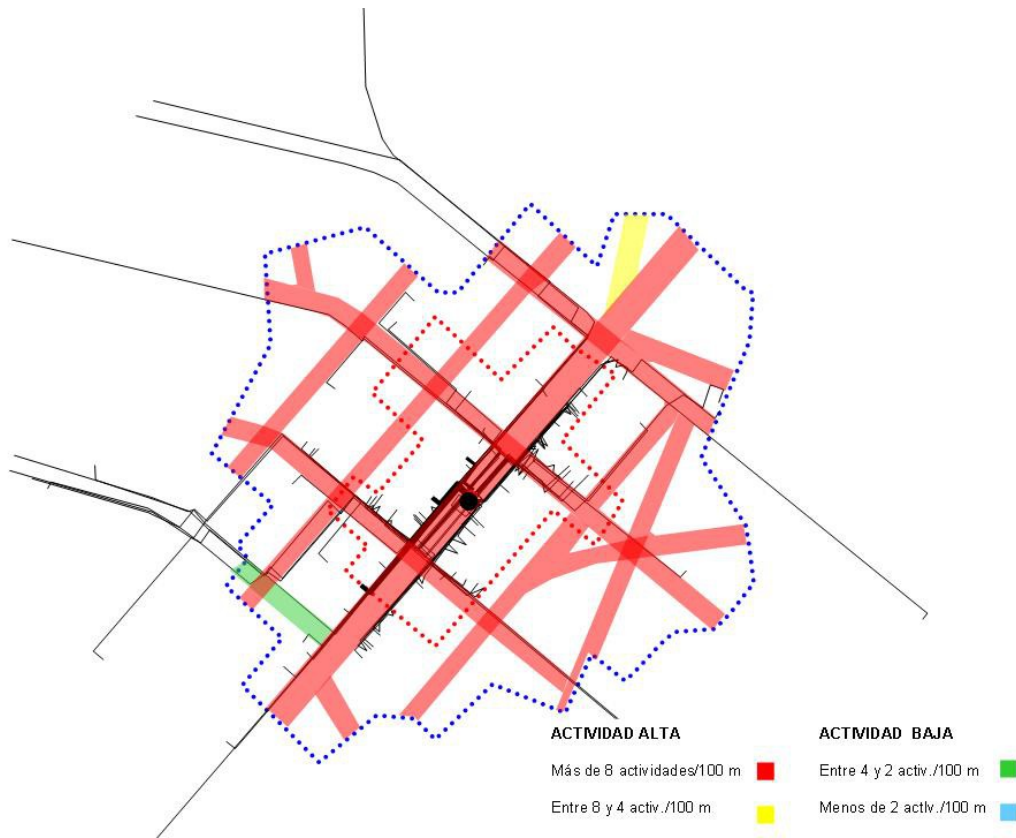 ACTIVIDAD ALTA
Más de 8 actividades/100 m
Entre 8 y 4 activ./100 m
ACTIVIDAD BAJA
Entre 4 y 2 activ./100 m
Menos de 2 activ./100 m